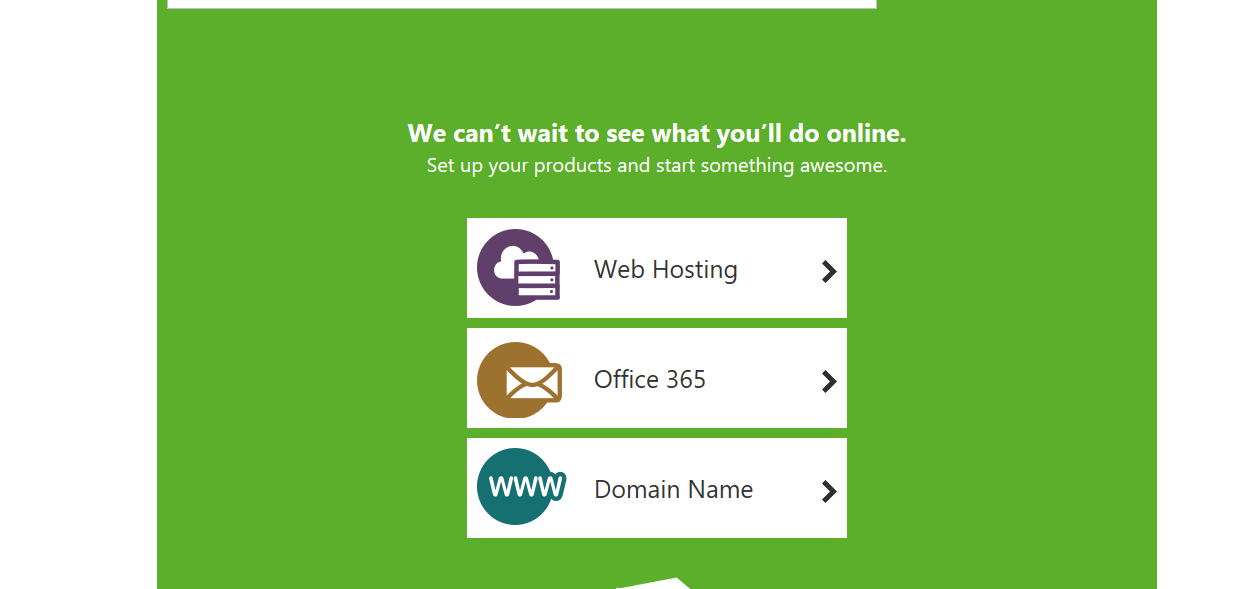 We can’t wait to see what you’ll do online.
Set up your products and start something awesome.
Web Hosting
Office 365
www
Domain Name